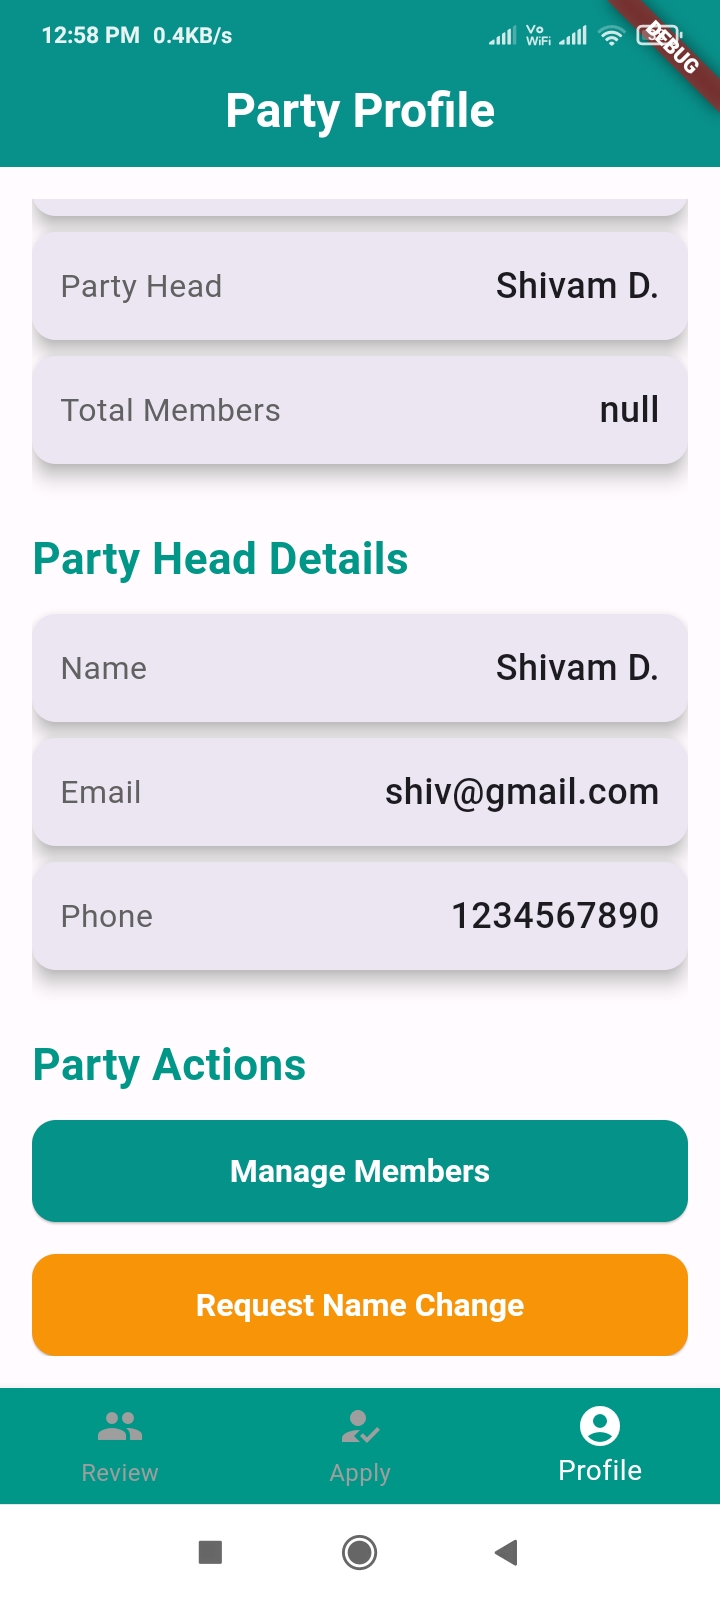 12:58 PM 0.4KB/s Vo WiFi
DEBUG
Party Profile
Party Head Shivam D.
Total Members null
Party Head Details
Name Shivam D.
Email shiv@gmail.com
Phone 1234567890
Party Actions
Manage Members
Request Name Change
Review Apply Profile